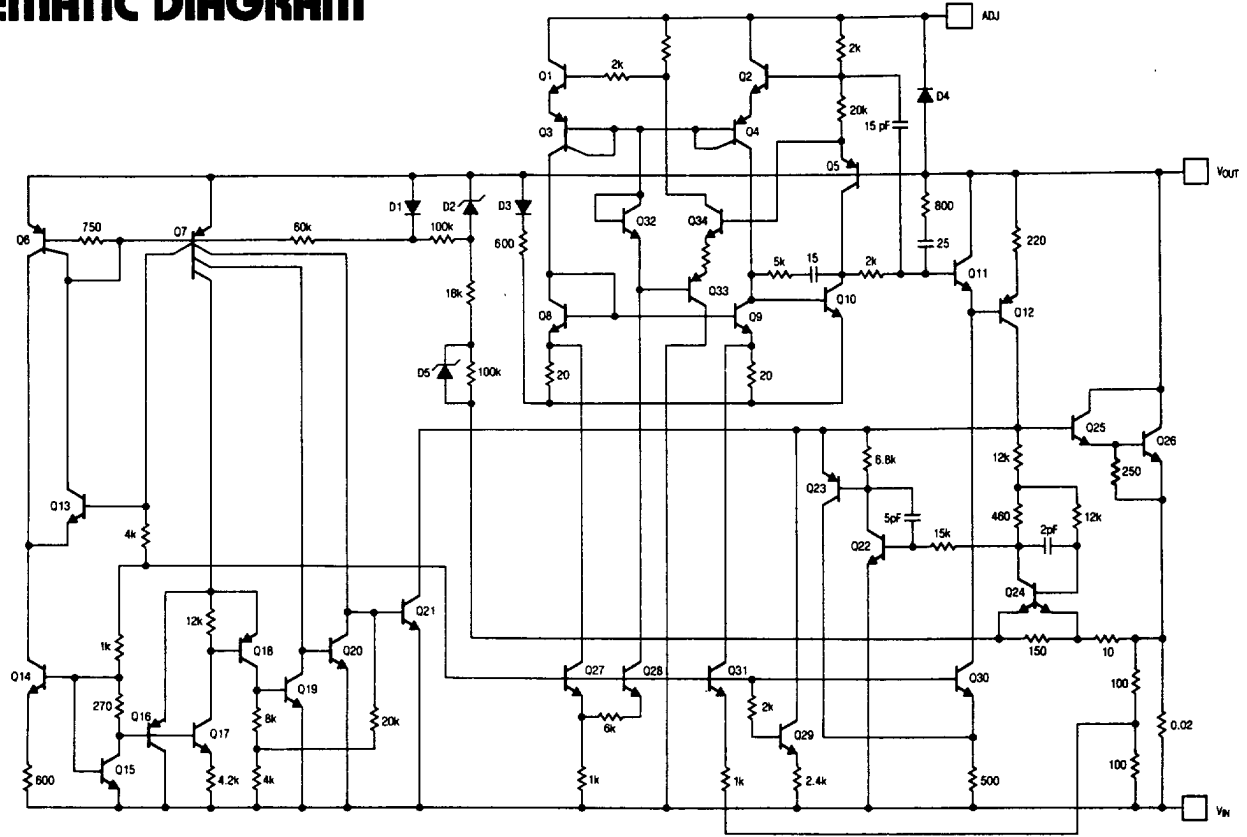 EMATIC DIAGRAM
ADJ
Q1
2k
Q2
2k
20k
D4
15 pF
Q3
Q4
Q5
VOUT
Q6
750
Q7
60k
D1
D2
100k
D3
600
Q32
Q34
800
25
220
18k
5k
15
2k
Q11
Q33
Q12
Q8
Q9
Q10
D5
100k
20
20
Q25
Q26
6.8k
12k
250
Q23
Q13
4k
5pF
15k
460
12k
2pF
Q22
Q24
Q21
1k
12k
Q18
Q20
150
10
Q14
Q27
Q28
Q31
Q30
270
Q16
Q17
8k
Q19
20k
6k
2k
Q29
100
0.02
Q15
600
4.2k
4k
1k
1k
2.4k
500
100
VIN